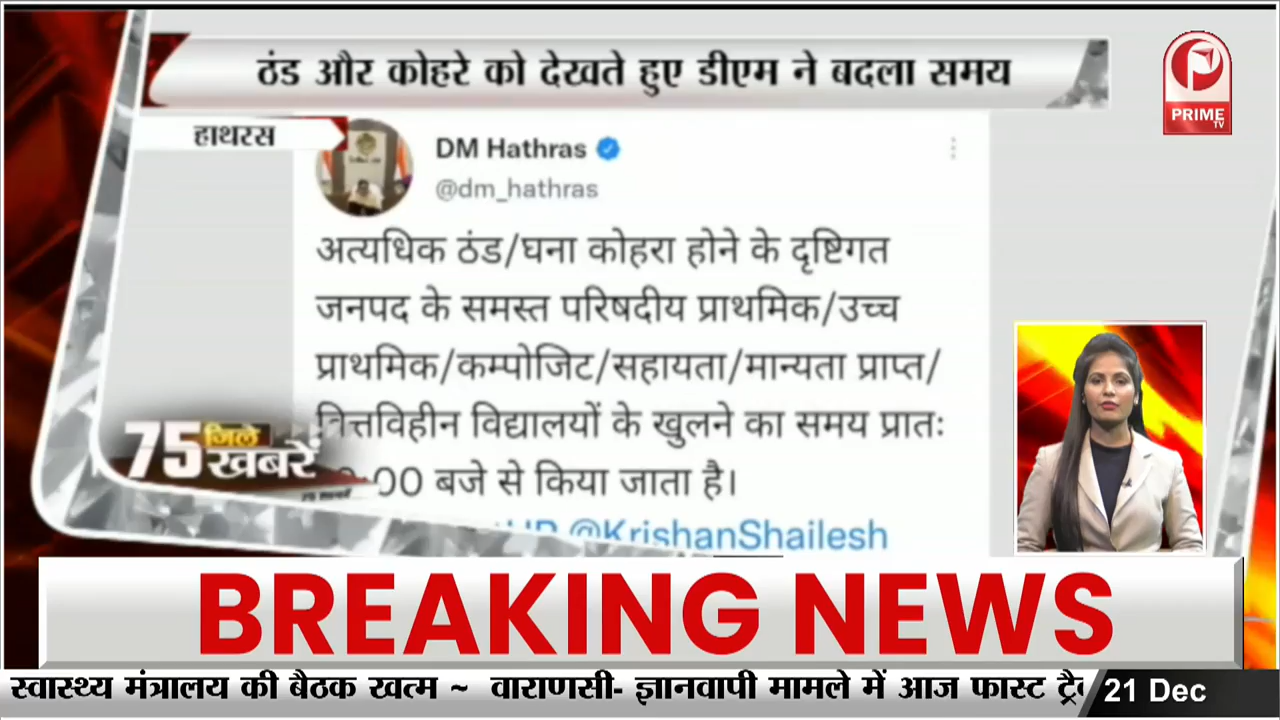 ठंड और कोहरे को देखते हुए डीएम ने बदला समय
PRIME
TV
हाथरस
DM Hathras
@dm_hathras
अत्यधिक ठंड/घना कोहरा होने के दृष्टिगत
जनपद के समस्त परिषदीय प्राथमिक/उच्च
प्राथमिक/कम्पोजिट/सहायता/मान्यता प्राप्त/
वित्तविहीन विद्यालयों के खुलने का समय प्रातः
:00 बजे से किया जाता है।
@KrishanShailesh
75 जिले खबरें
BREAKING NEWS
स्वास्थ्य मंत्रालय की बैठक खत्म ~ वाराणसी- ज्ञानवापी मामले में आज फास्ट
21 Dec